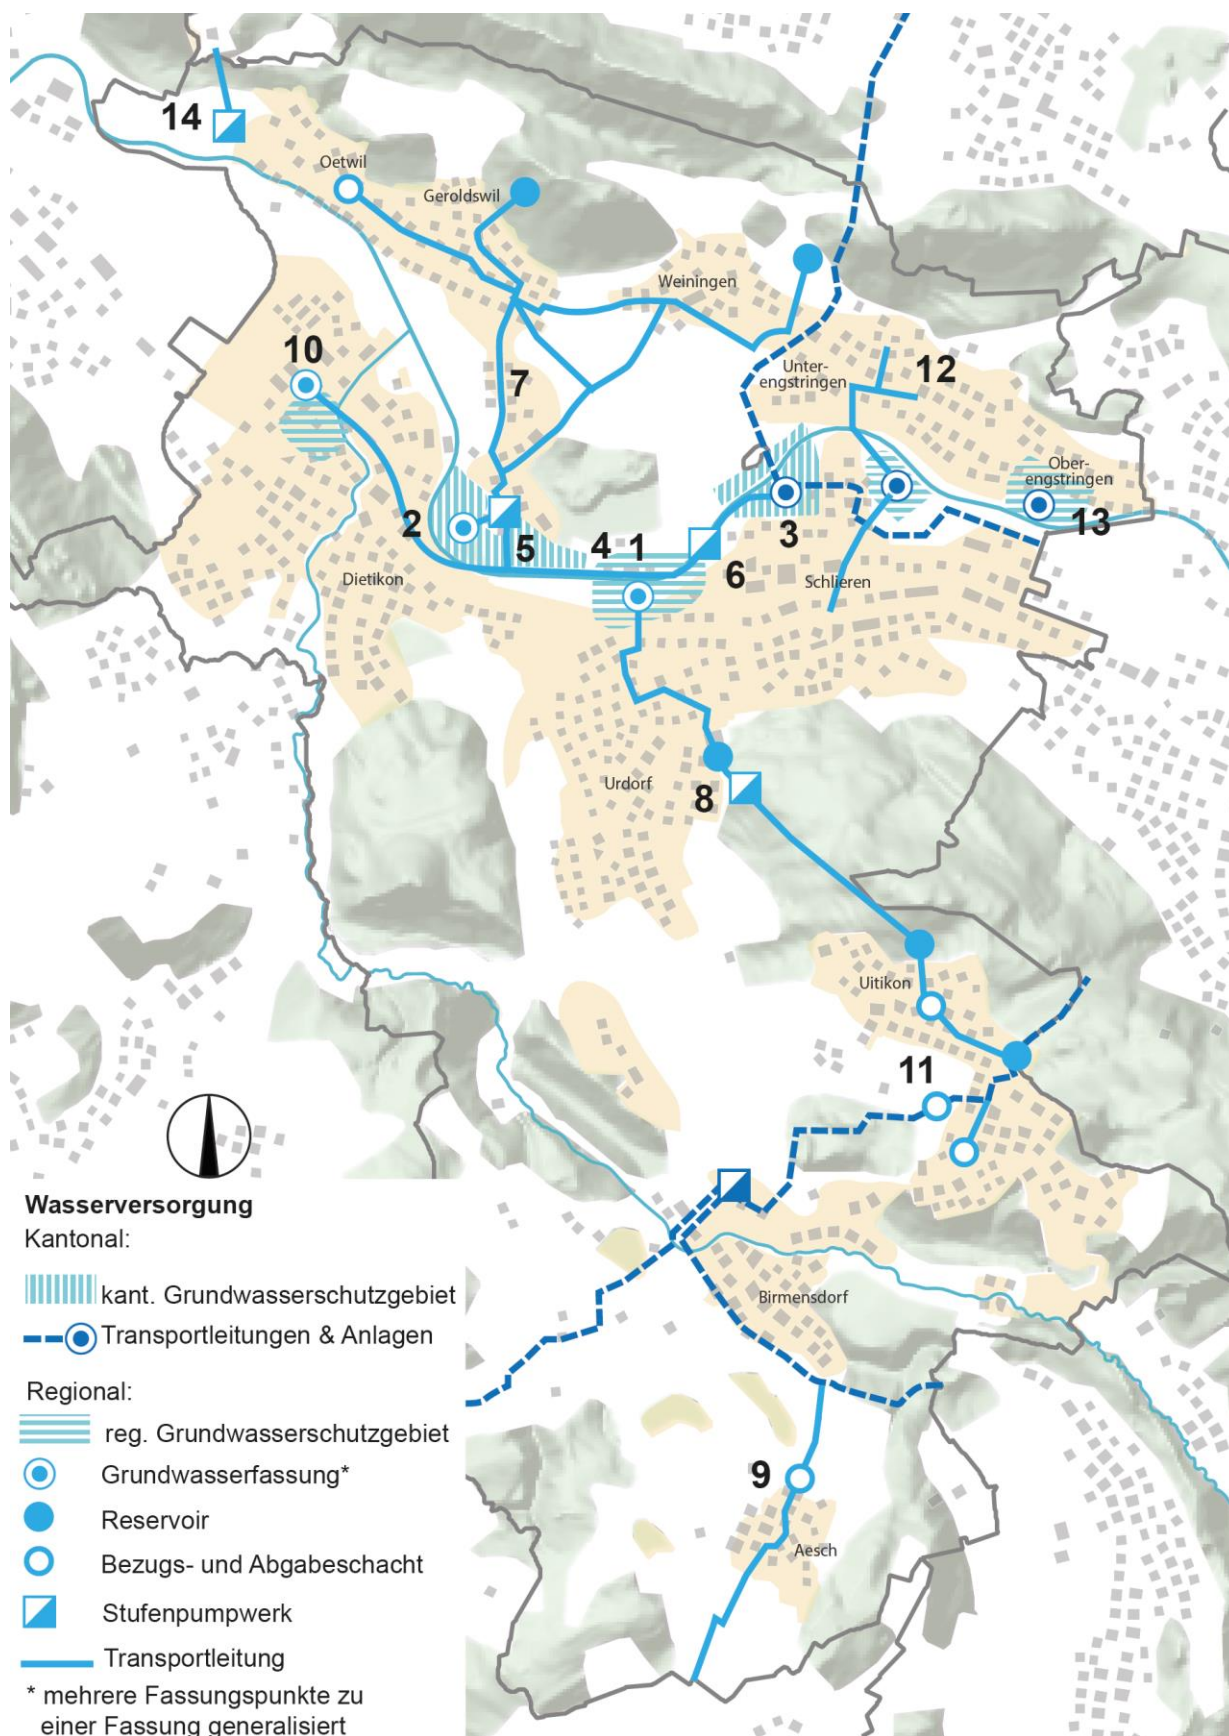 14
Oetwil
Geroldswil
Weiningen
10
7
Unter-
engstringen
12
Ober-
engstringen
2
5
4
1
3
13
6
Dietikon
Schlieren
Urdorf
8
Uitikon
11
Birmensdorf
9
Aesch
Wasserversorgung
Kantonal:
kant. Grundwasserschutzgebiet
Transportleitungen & Anlagen
Regional:
reg. Grundwasserschutzgebiet
Grundwasserfassung*
Reservoir
Bezugs- und Abgabeschacht
Stufenpumpwerk
Transportleitung
* mehrere Fassungspunkte zu
einer Fassung generalisiert